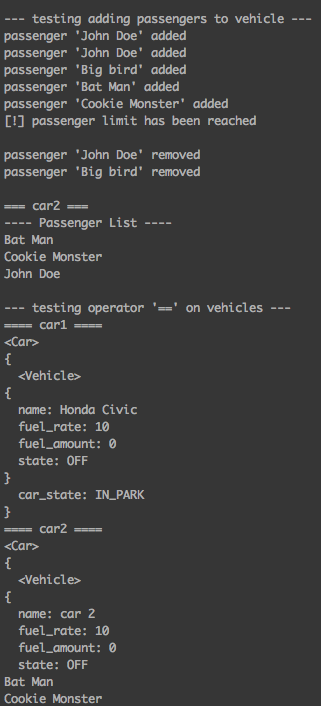 --- testing adding passengers to vehicle ---
passenger 'John Doe' added
passenger 'John Doe' added
passenger 'Big bird' added
passenger 'Bat Man' added
passenger 'Cookie Monster' added
[!] passenger limit has been reached

passenger 'John Doe' removed
passenger 'Big bird' removed

=== car2 ===
---- Passenger List ----
Bat Man
Cookie Monster
John Doe

--- testing operator '==' on vehicles ---
==== car1 ====
<Car>
{
  <Vehicle>
{
  name: Honda Civic
  fuel_rate: 10
  fuel_amount: 0
  state: OFF
}
  car_state: IN_PARK
}
==== car2 ====
<Car>
{
  <Vehicle>
{
  name: car 2
  fuel_rate: 10
  fuel_amount: 0
  state: OFF
Bat Man
Cookie Monster